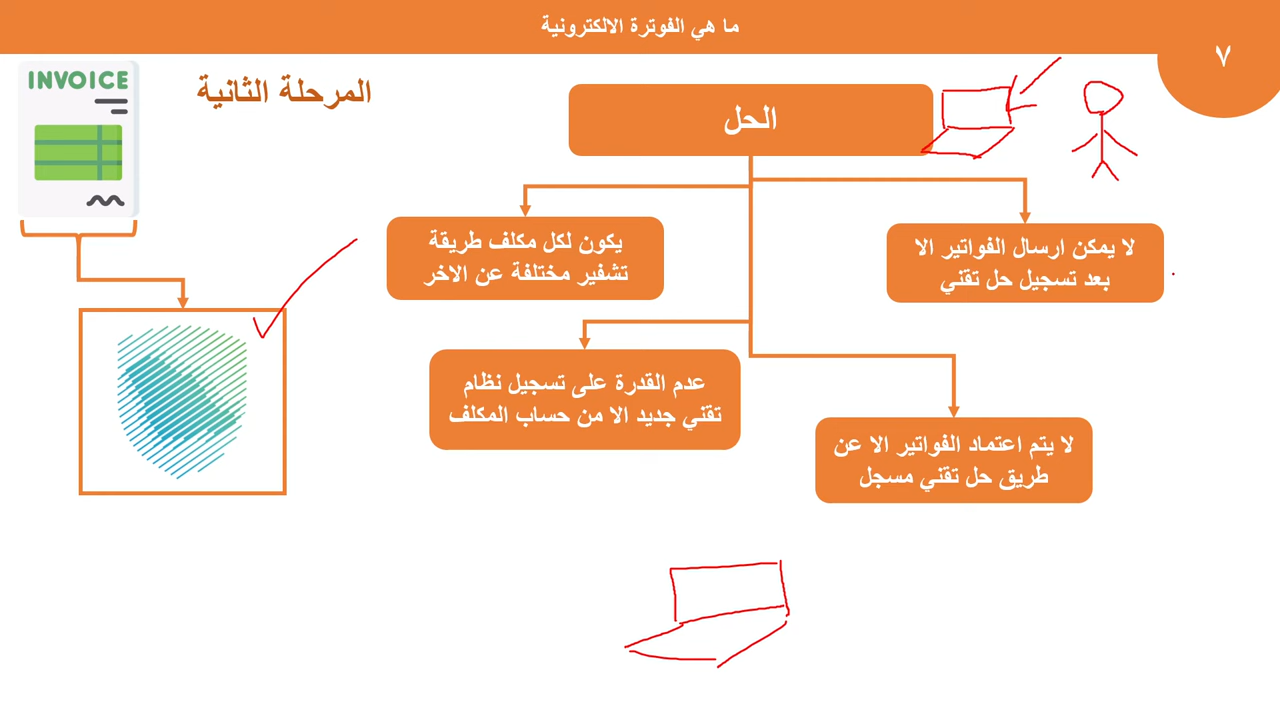 ما هي الفوترة الالكترونية
٧
INVOICE
المرحلة الثانية
الحل
لا يمكن ارسال الفواتير الا
بعد تسجيل حل تقني
يكون لكل مكلف طريقة
تشفير مختلفة عن الاخر
لا يتم اعتماد الفواتير الا عن
طريق حل تقني مسجل
عدم القدرة على تسجيل نظام
تقني جديد الا من حساب المكلف